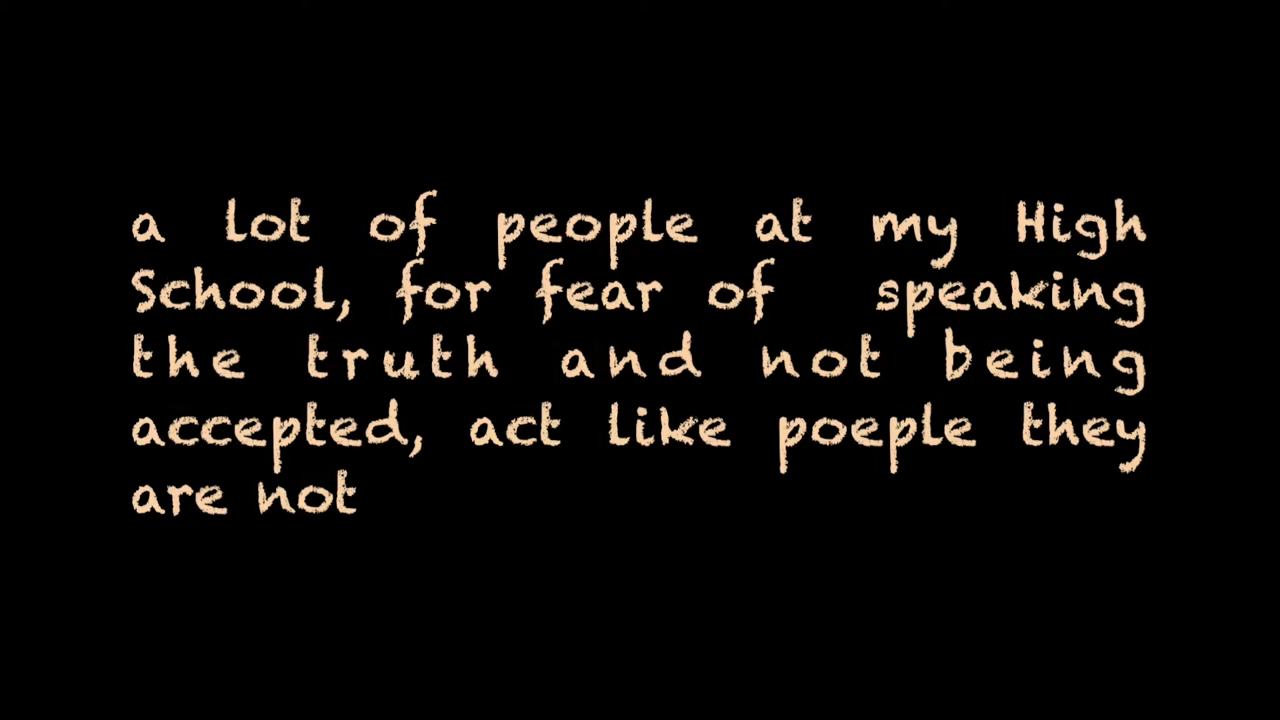 a lot of people at my High
School, for fear of speaking
the truth and not being
accepted, act like poeple they
are not